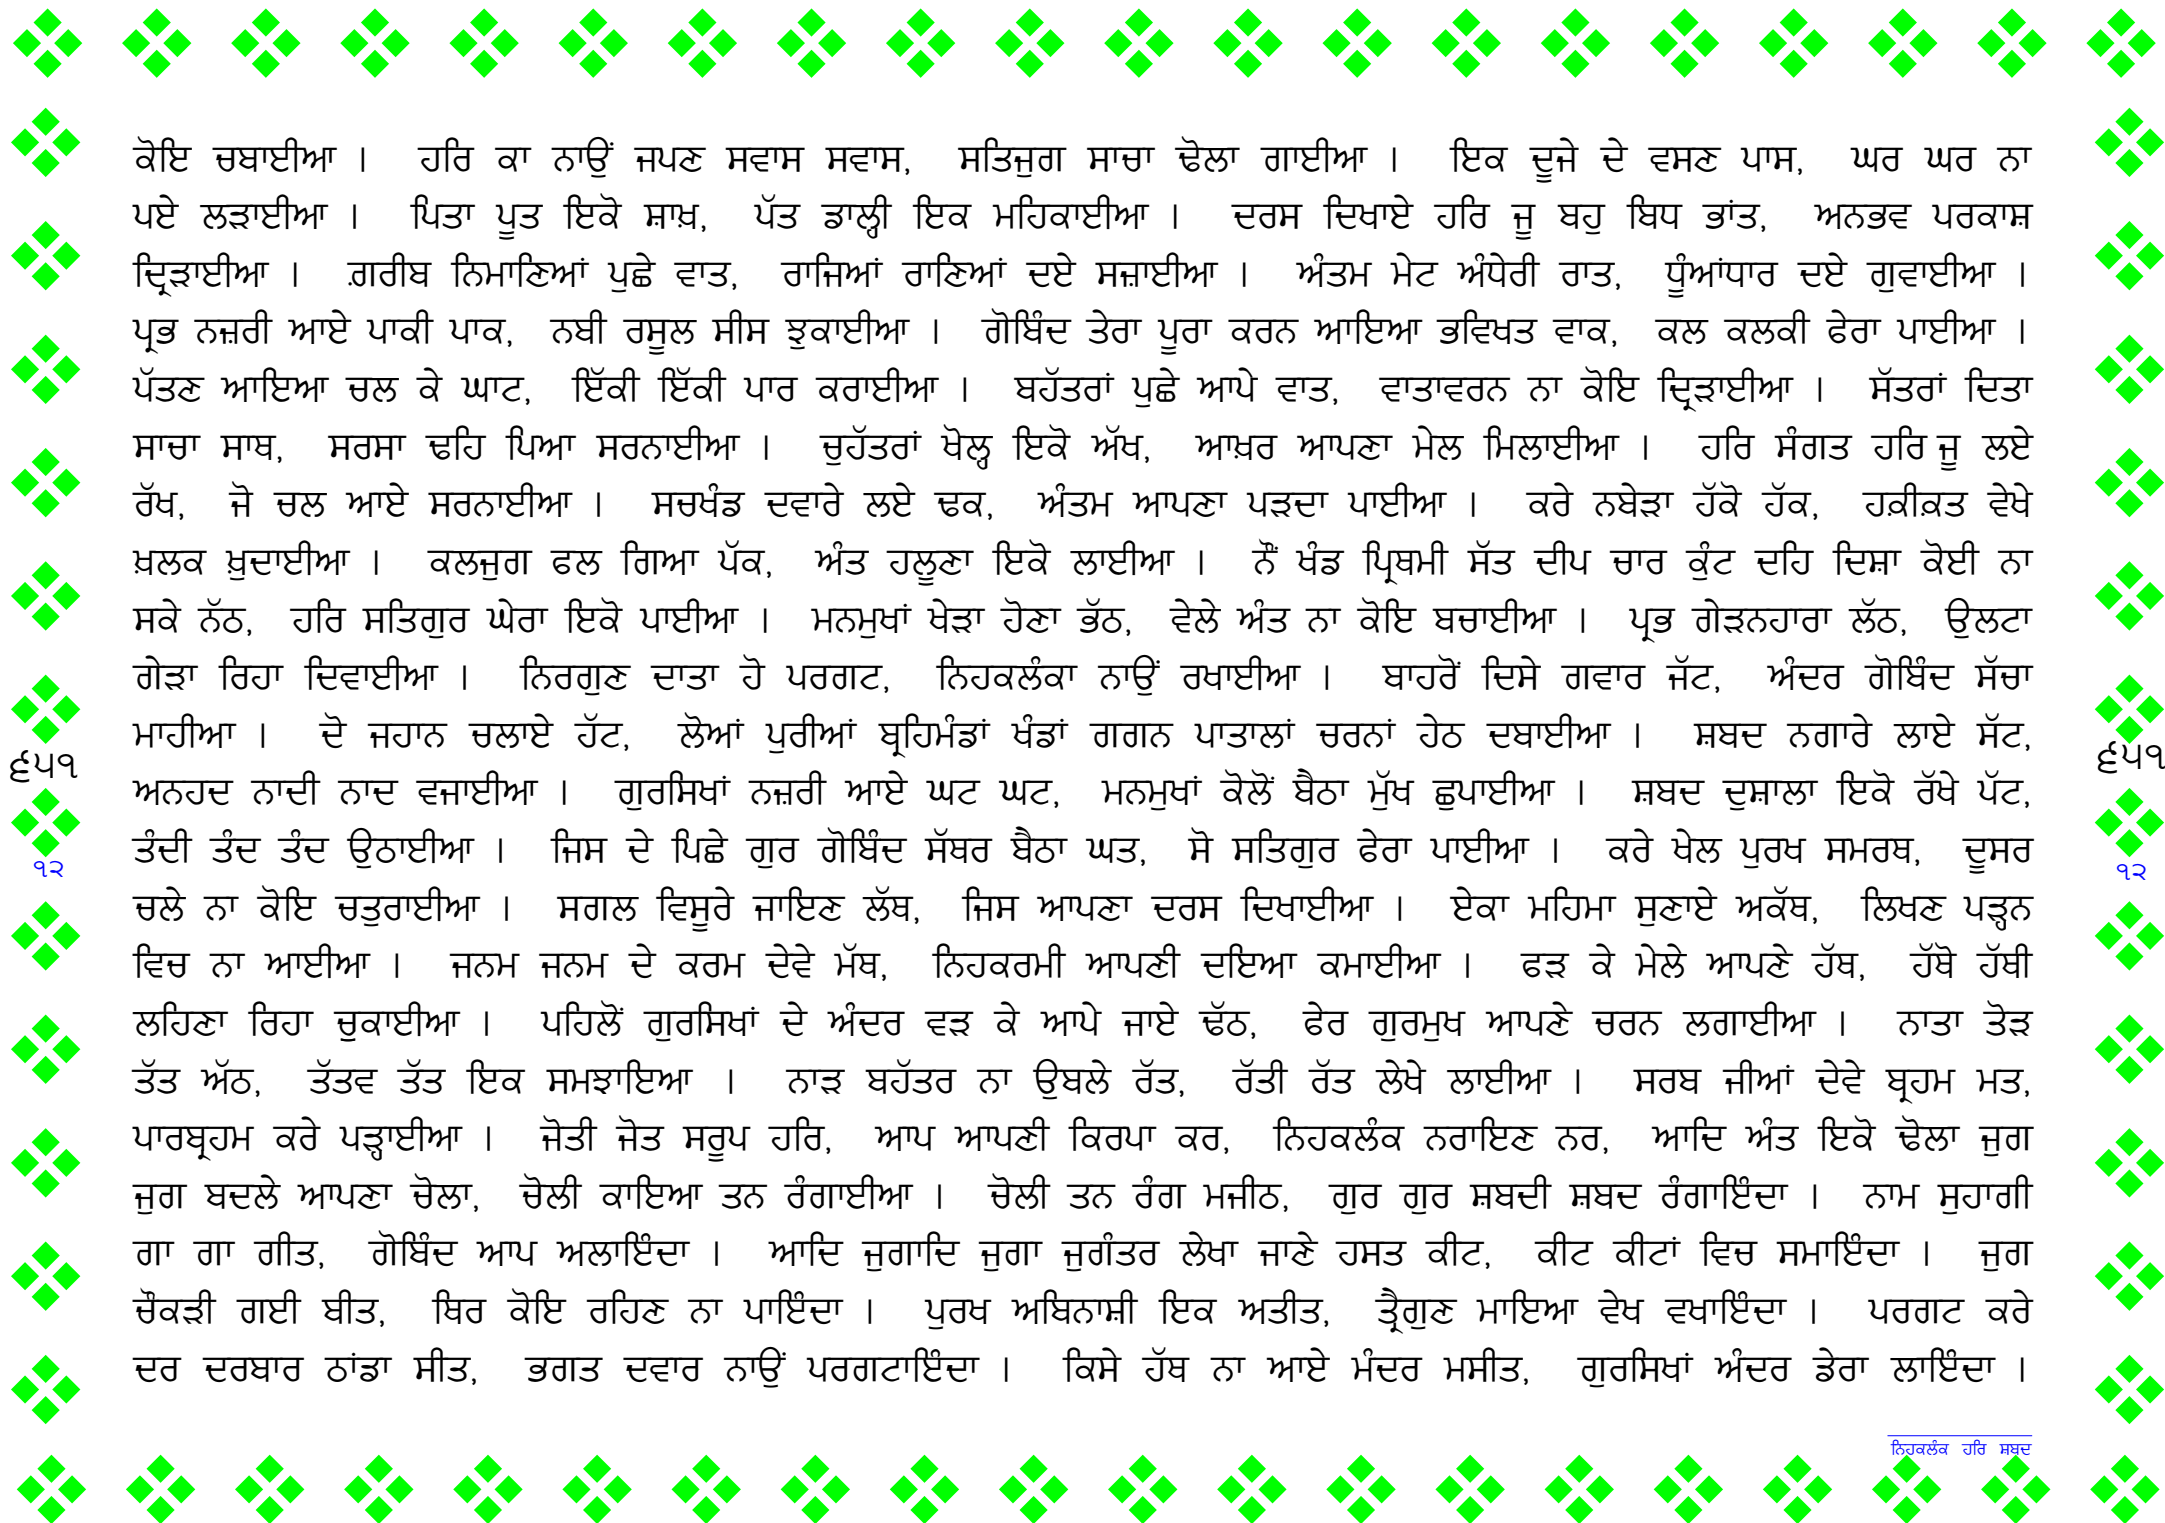 ਕੋਇ ਚਬਾਈਆ । ਹਰਿ ਕਾ ਨਾਉਂ ਜਪਣ ਸਵਾਸ ਸਵਾਸ, ਸਤਿਜੁਗ ਸਾਚਾ ਢੋਲਾ ਗਾਈਆ । ਇਕ ਦੂਜੇ ਦੇ ਵਸਣ ਪਾਸ, ਘਰ ਘਰ ਨਾ
ਪਏ ਲੜਾਈਆ । ਪਿਤਾ ਪੂਤ ਇਕੋ ਸ਼ਾਖ਼, ਪੱਤ ਡਾਲ੍ਹੀ ਇਕ ਮਹਿਕਾਈਆ । ਦਰਸ ਦਿਖਾਏ ਹਰਿ ਜੂ ਬਹੁ ਬਿਧ ਭਾਂਤ, ਅਨਭਵ ਪਰਕਾਸ਼
ਦ੍ਰਿੜਾਈਆ । ਗ਼ਰੀਬ ਨਿਮਾਣਿਆਂ ਪੁਛੇ ਵਾਤ, ਰਾਜਿਆਂ ਰਾਣਿਆਂ ਦਏ ਸਜ਼ਾਈਆ । ਅੰਤਮ ਮੇਟ ਅੰਧੇਰੀ ਰਾਤ, ਧੂੰਆਂਧਾਰ ਦਏ ਗੁਵਾਈਆ ।
ਪ੍ਰਭ ਨਜ਼ਰੀ ਆਏ ਪਾਕੀ ਪਾਕ, ਨਬੀ ਰਸੂਲ ਸੀਸ ਝੁਕਾਈਆ । ਗੋਬਿੰਦ ਤੇਰਾ ਪੂਰਾ ਕਰਨ ਆਇਆ ਭਵਿਖਤ ਵਾਕ, ਕਲ ਕਲਕੀ ਫੇਰਾ ਪਾਈਆ ।
ਪੱਤਣ ਆਇਆ ਚਲ ਕੇ ਘਾਟ, ਇੱਕੀ ਇੱਕੀ ਪਾਰ ਕਰਾਈਆ । ਬਹੱਤਰਾਂ ਪੁਛੇ ਆਪੇ ਵਾਤ, ਵਾਤਾਵਰਨ ਨਾ ਕੋਇ ਦ੍ਰਿੜਾਈਆ । ਸੱਤਰਾਂ ਦਿਤਾ
ਸਾਚਾ ਸਾਥ, ਸਰਸਾ ਢਹਿ ਪਿਆ ਸਰਨਾਈਆ । ਚੁਹੱਤਰਾਂ ਖੋਲ੍ਹ ਇਕੋ ਅੱਖ, ਆਖ਼ਰ ਆਪਣਾ ਮੇਲ ਮਿਲਾਈਆ । ਹਰਿ ਸੰਗਤ ਹਰਿ ਜੂ ਲਏ
ਰੱਖ, ਜੋ ਚਲ ਆਏ ਸਰਨਾਈਆ । ਸਚਖੰਡ ਦਵਾਰੇ ਲਏ ਢਕ, ਅੰਤਮ ਆਪਣਾ ਪੜਦਾ ਪਾਈਆ । ਕਰੇ ਨਬੇੜਾ ਹੱਕੋ ਹੱਕ, ਹਕ਼ੀਕ਼ਤ ਵੇਖੇ
ਖ਼ਲਕ ਖ਼ੁਦਾਈਆ । ਕਲਜੁਗ ਫਲ ਗਿਆ ਪੱਕ, ਅੰਤ ਹਲੂਣਾ ਇਕੋ ਲਾਈਆ । ਨੌਂ ਖੰਡ ਪ੍ਰਿਥਮੀ ਸੱਤ ਦੀਪ ਚਾਰ ਕੁੰਟ ਦਹਿ ਦਿਸ਼ਾ ਕੋਈ ਨਾ
ਸਕੇ ਨੱਠ, ਹਰਿ ਸਤਿਗੁਰ ਘੇਰਾ ਇਕੋ ਪਾਈਆ । ਮਨਮੁਖਾਂ ਖੇੜਾ ਹੋਣਾ ਭੱਠ, ਵੇਲੇ ਅੰਤ ਨਾ ਕੋਇ ਬਚਾਈਆ । ਪ੍ਰਭ ਗੇੜਨਹਾਰਾ ਲੱਠ, ਉਲਟਾ
ਗੇੜਾ ਰਿਹਾ ਦਿਵਾਈਆ । ਨਿਰਗੁਣ ਦਾਤਾ ਹੋ ਪਰਗਟ, ਨਿਹਕਲੰਕਾ ਨਾਉਂ ਰਖਾਈਆ । ਬਾਹਰੋਂ ਦਿਸੇ ਗਵਾਰ ਜੱਟ, ਅੰਦਰ ਗੋਬਿੰਦ ਸੱਚਾ
ਮਾਹੀਆ । ਦੋ ਜਹਾਨ ਚਲਾਏ ਹੱਟ, ਲੋਆਂ ਪੁਰੀਆਂ ਬ੍ਰਹਿਮੰਡਾਂ ਖੰਡਾਂ ਗਗਨ ਪਾਤਾਲਾਂ ਚਰਨਾਂ ਹੇਠ ਦਬਾਈਆ । ਸ਼ਬਦ ਨਗਾਰੇ ਲਾਏ ਸੱਟ,
੬੫੧ ੬੫੧
ਅਨਹਦ ਨਾਦੀ ਨਾਦ ਵਜਾਈਆ । ਗੁਰਸਿਖਾਂ ਨਜ਼ਰੀ ਆਏ ਘਟ ਘਟ, ਮਨਮੁਖਾਂ ਕੋਲੋਂ ਬੈਠਾ ਮੁੱਖ ਛੁਪਾਈਆ । ਸ਼ਬਦ ਦੁਸ਼ਾਲਾ ਇਕੋ ਰੱਖੇ ਪੱਟ,
ਤੰਦੀ ਤੰਦ ਤੰਦ ਉਠਾਈਆ । ਜਿਸ ਦੇ ਪਿਛੇ ਗੁਰ ਗੋਬਿੰਦ ਸੱਥਰ ਬੈਠਾ ਘਤ, ਸੋ ਸਤਿਗੁਰ ਫੇਰਾ ਪਾਈਆ । ਕਰੇ ਖੇਲ ਪੁਰਖ ਸਮਰਥ, ਦੂਸਰ
੧੨ ੧੨
ਚਲੇ ਨਾ ਕੋਇ ਚਤੁਰਾਈਆ । ਸਗਲ ਵਿਸੂਰੇ ਜਾਇਣ ਲੱਥ, ਜਿਸ ਆਪਣਾ ਦਰਸ ਦਿਖਾਈਆ । ਏਕਾ ਮਹਿਮਾ ਸੁਣਾਏ ਅਕੱਥ, ਲਿਖਣ ਪੜ੍ਹਨ
ਵਿਚ ਨਾ ਆਈਆ । ਜਨਮ ਜਨਮ ਦੇ ਕਰਮ ਦੇਵੇ ਮੱਥ, ਨਿਹਕਰਮੀ ਆਪਣੀ ਦਇਆ ਕਮਾਈਆ । ਫੜ ਕੇ ਮੇਲੇ ਆਪਣੇ ਹੱਥ, ਹੱਥੋ ਹੱਥੀ
ਲਹਿਣਾ ਰਿਹਾ ਚੁਕਾਈਆ । ਪਹਿਲੋਂ ਗੁਰਸਿਖਾਂ ਦੇ ਅੰਦਰ ਵੜ ਕੇ ਆਪੇ ਜਾਏ ਢੱਠ, ਫੇਰ ਗੁਰਮੁਖ ਆਪਣੇ ਚਰਨ ਲਗਾਈਆ । ਨਾਤਾ ਤੋੜ
ਤੱਤ ਅੱਠ, ਤੱਤਵ ਤੱਤ ਇਕ ਸਮਝਾਇਆ । ਨਾੜ ਬਹੱਤਰ ਨਾ ਉਬਲੇ ਰੱਤ, ਰੱਤੀ ਰੱਤ ਲੇਖੇ ਲਾਈਆ । ਸਰਬ ਜੀਆਂ ਦੇਵੇ ਬ੍ਰਹਮ ਮਤ,
ਪਾਰਬ੍ਰਹਮ ਕਰੇ ਪੜ੍ਹਾਈਆ । ਜੋਤੀ ਜੋਤ ਸਰੂਪ ਹਰਿ, ਆਪ ਆਪਣੀ ਕਿਰਪਾ ਕਰ, ਨਿਹਕਲੰਕ ਨਰਾਇਣ ਨਰ, ਆਦਿ ਅੰਤ ਇਕੋ ਢੋਲਾ ਜੁਗ
ਜੁਗ ਬਦਲੇ ਆਪਣਾ ਚੋਲਾ, ਚੋਲੀ ਕਾਇਆ ਤਨ ਰੰਗਾਈਆ । ਚੋਲੀ ਤਨ ਰੰਗ ਮਜੀਠ, ਗੁਰ ਗੁਰ ਸ਼ਬਦੀ ਸ਼ਬਦ ਰੰਗਾਇੰਦਾ । ਨਾਮ ਸੁਹਾਗੀ
ਗਾ ਗਾ ਗੀਤ, ਗੋਬਿੰਦ ਆਪ ਅਲਾਇੰਦਾ । ਆਦਿ ਜੁਗਾਦਿ ਜੁਗਾ ਜੁਗੰਤਰ ਲੇਖਾ ਜਾਣੇ ਹਸਤ ਕੀਟ, ਕੀਟ ਕੀਟਾਂ ਵਿਚ ਸਮਾਇੰਦਾ । ਜੁਗ
ਚੌਕੜੀ ਗਈ ਬੀਤ, ਥਿਰ ਕੋਇ ਰਹਿਣ ਨਾ ਪਾਇੰਦਾ । ਪੁਰਖ ਅਬਿਨਾਸ਼ੀ ਇਕ ਅਤੀਤ, ਤ੍ਰੈਗੁਣ ਮਾਇਆ ਵੇਖ ਵਖਾਇੰਦਾ । ਪਰਗਟ ਕਰੇ
ਦਰ ਦਰਬਾਰ ਠਾਂਡਾ ਸੀਤ, ਭਗਤ ਦਵਾਰ ਨਾਉਂ ਪਰਗਟਾਇੰਦਾ । ਕਿਸੇ ਹੱਥ ਨਾ ਆਏ ਮੰਦਰ ਮਸੀਤ, ਗੁਰਸਿਖਾਂ ਅੰਦਰ ਡੇਰਾ ਲਾਇੰਦਾ ।
ਨਿਹਕਲੰਕ ਹਰਿ ਸ਼ਬਦ